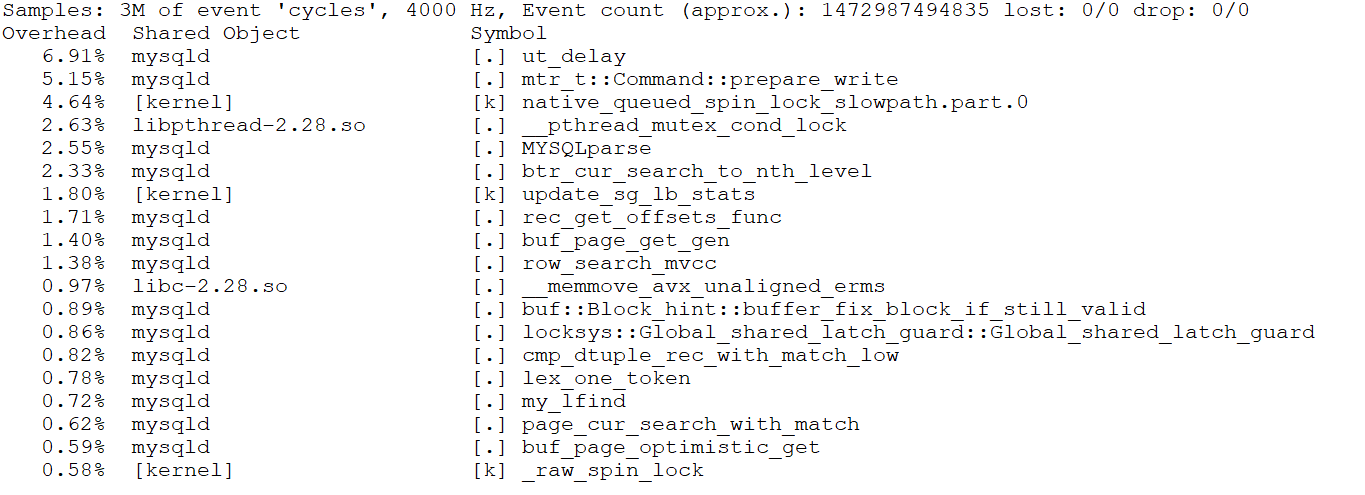 Samples: 3M of event 'cycles', 4000 Hz, Event count (approx.): 1472987494835 lost: 0/0 drop: 0/0
Overhead  Shared Object             Symbol
   6.91%  mysqld                    [.] ut_delay
   5.15%  mysqld                    [.] mtr_t::Command::prepare_write
   4.64%  [kernel]                  [k] native_queued_spin_lock_slowpath.part.0
   2.63%  libpthread-2.28.so        [.] __pthread_mutex_cond_lock
   2.55%  mysqld                    [.] MYSQLparse
   2.33%  mysqld                    [.] btr_cur_search_to_nth_level
   1.80%  [kernel]                  [k] update_sg_lb_stats
   1.71%  mysqld                    [.] rec_get_offsets_func
   1.40%  mysqld                    [.] buf_page_get_gen
   1.38%  mysqld                    [.] row_search_mvcc
   0.97%  libc-2.28.so              [.] __memmove_avx_unaligned_erms
   0.89%  mysqld                    [.] buf::Block_hint::buffer_fix_block_if_still_valid
   0.86%  mysqld                    [.] locksys::Global_shared_latch_guard::Global_shared_latch_guard
   0.82%  mysqld                    [.] cmp_dtuple_rec_with_match_low
   0.78%  mysqld                    [.] lex_one_token
   0.72%  mysqld                    [.] my_lfind
   0.62%  mysqld                    [.] page_cur_search_with_match
   0.59%  mysqld                    [.] buf_page_optimistic_get
   0.58%  [kernel]                  [k] _raw_spin_lock